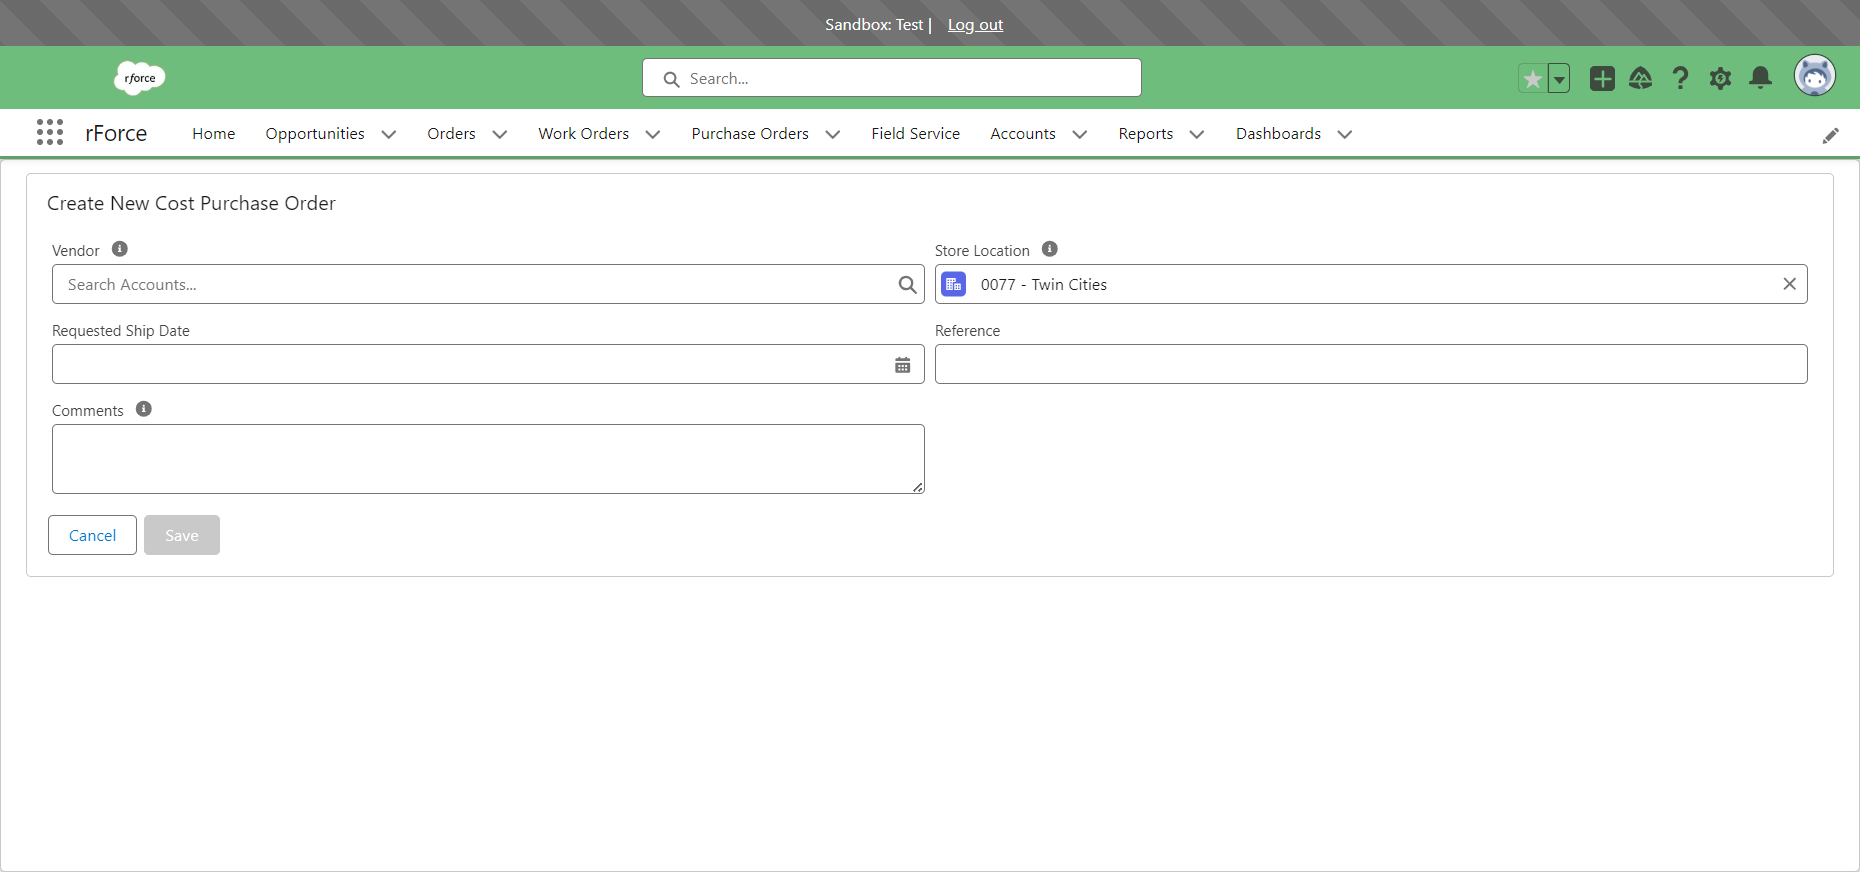 Sandbox: Test | Log out
rforce
Search...
rForce Home Opportunities Orders Work Orders Purchase Orders Field Service Accounts Reports Dashboards
Create New Cost Purchase Order
Vendor Store Location
Search Accounts... 0077 - Twin Cities
Requested Ship Date Reference
Comments
Cancel Save